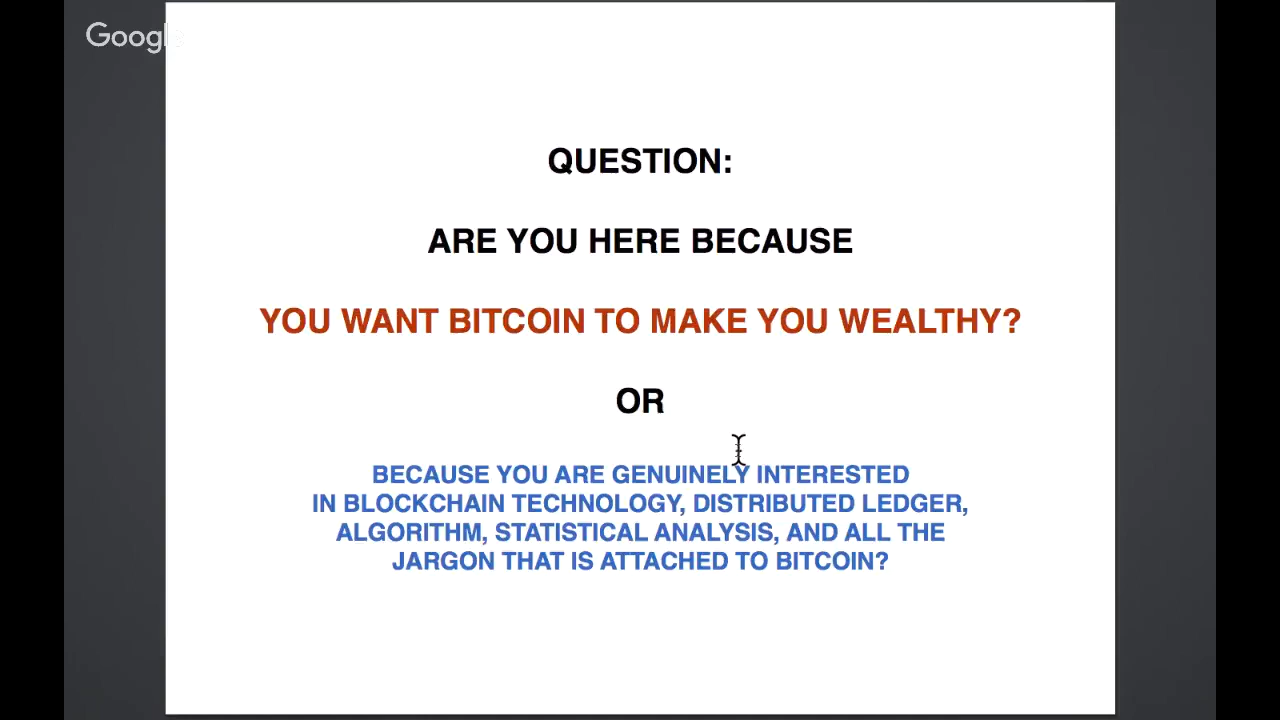 Google
QUESTION:
ARE YOU HERE BECAUSE
YOU WANT BITCOIN TO MAKE YOU WEALTHY?
OR
BECAUSE YOU ARE GENUINELY INTERESTED
IN BLOCKCHAIN TECHNOLOGY, DISTRIBUTED LEDGER,
ALGORITHM, STATISTICAL ANALYSIS, AND ALL THE
JARGON THAT IS ATTACHED TO BITCOIN?